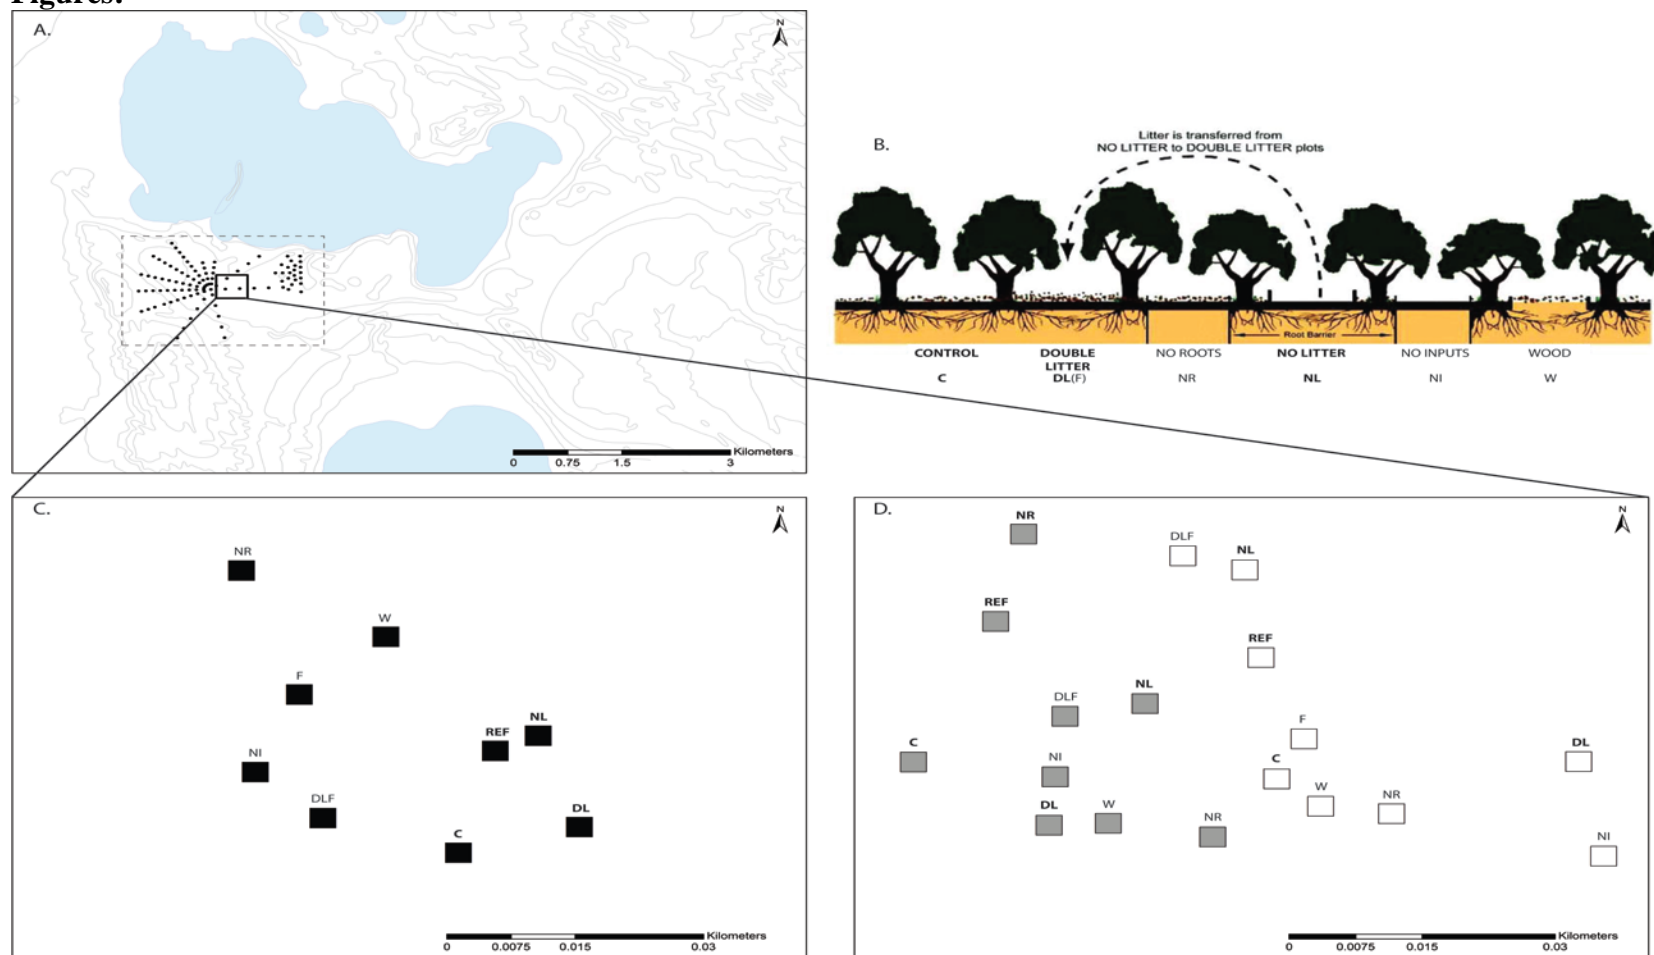 Figures:
A.
N
Kilometers
0 0.75 1.5 3
B.
Litter is transferred from
NO LITTER to DOUBLE LITTER plots
Root Barrier
CONTROL DOUBLE LITTER NO ROOTS NO LITTER NO INPUTS WOOD
C DL(F) NR NL NI W
C.
N
NR
W
F
NL
REF
NI
DLF
DL
C
Kilometers
0 0.0075 0.015 0.03
D.
N
NR
DLF
NL
REF
REF
NL
DLF
F
C
DL
NI
C
W
NR
DL
W
NR
NI
Kilometers
0 0.0075 0.015 0.03